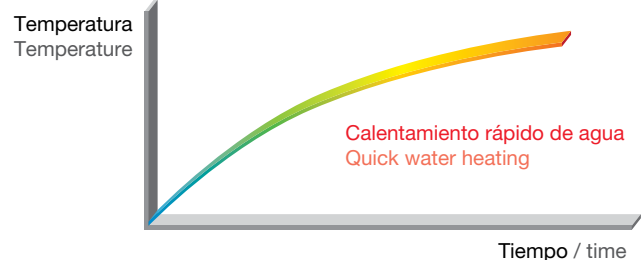 Temperatura
Temperature
Calentamiento rápido de agua
Quick water heating
Tiempo / time